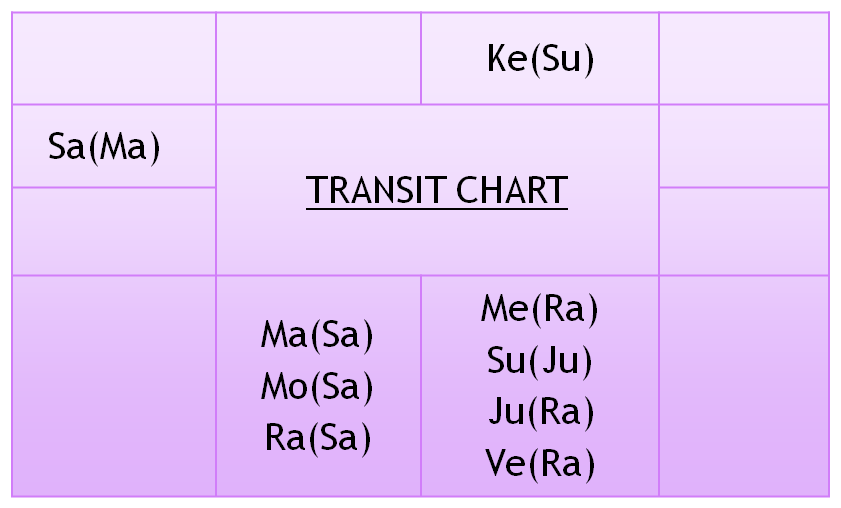 Ke(Su)
Sa(Ma)
TRANSIT CHART
Ma(Sa)
Mo(Sa)
Ra(Sa)
Me(Ra)
Su(Ju)
Ju(Ra)
Ve(Ra)